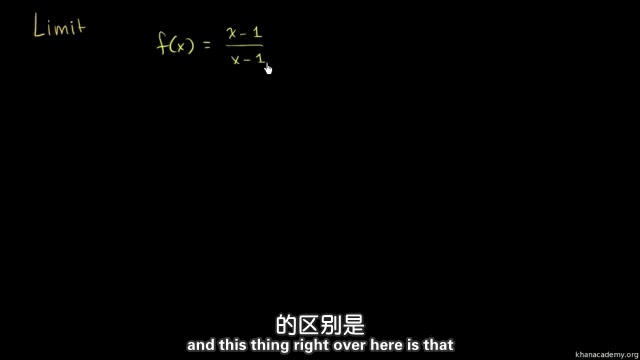 Limit
f(x) = x - 1 / x - 1
的区别是
and this thing right over here is that
khanacademy.org